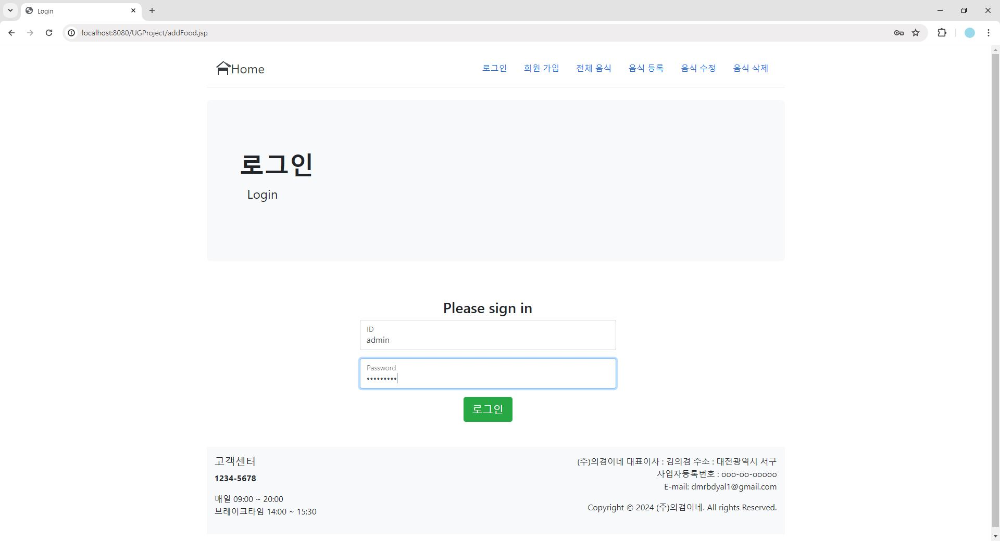 Login
localhost:8080/UGProject/addFood.jsp
Home
로그인
회원 가입
전체 음식
음식 등록
음식 수정
음식 삭제
로그인
Login
Please sign in
ID
admin
Password
•••••••••
로그인
고객센터
1234-5678
매일 09:00 ~ 20:00
브레이크타임 14:00 ~ 15:30
(주)의겸이네 대표이사 : 김의겸 주소 : 대전광역시 서구
사업자등록번호 : ooo-oo-ooooo
E-mail: dmrbdyal1@gmail.com
Copyright © 2024 (주)의겸이네. All rights Reserved.